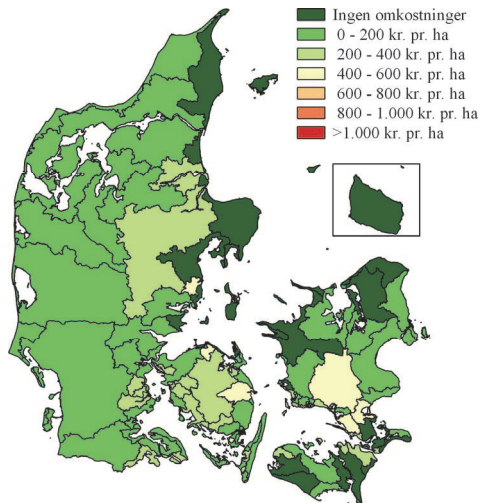 Ingen omkostninger
0 - 200 kr. pr. ha
200 - 400 kr. pr. ha
400 - 600 kr. pr. ha
600 - 800 kr. pr. ha
800 - 1.000 kr. pr. ha
>1.000 kr. pr. ha